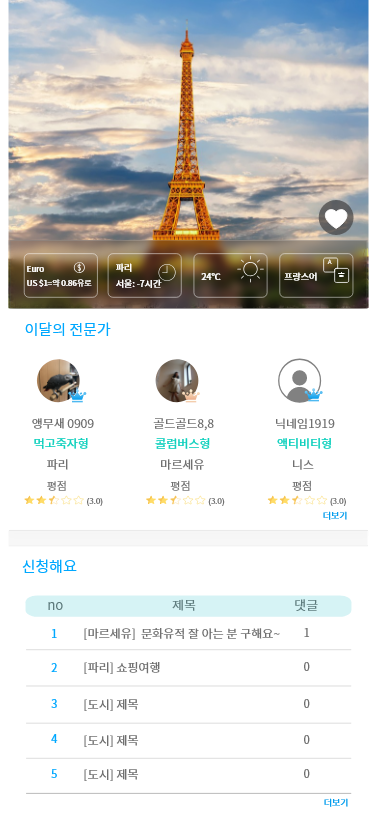 Euro
US $1=약 0.86유로
파리
서울: -7시간
24℃
프랑스어
A
이달의 전문가
앵무새 0909
골드골드8,8
닉네임1919
먹고죽자형
콜럼버스형
액티비티형
파리
마르세유
니스
평점
평점
평점
(3.0)
(3.0)
(3.0)
더보기
신청해요
no 제목 댓글
1 [마르세유] 문화유적 잘 아는 분 구해요~ 1
2 [파리] 쇼핑여행 0
3 [도시] 제목 0
4 [도시] 제목 0
5 [도시] 제목 0
더보기